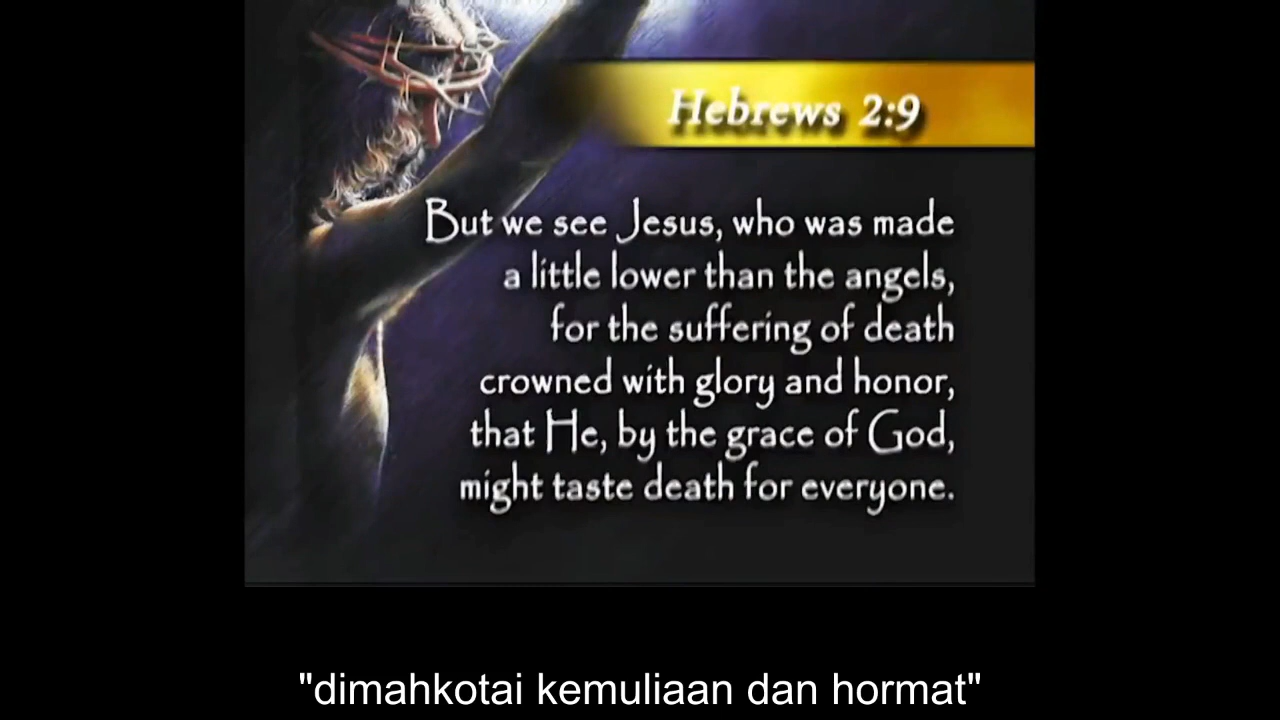 Hebrews 2:9
But we see Jesus, who was made
a little lower than the angels,
for the suffering of death
crowned with glory and honor,
that He, by the grace of God,
might taste death for everyone.
"dimahkotai kemuliaan dan hormat"